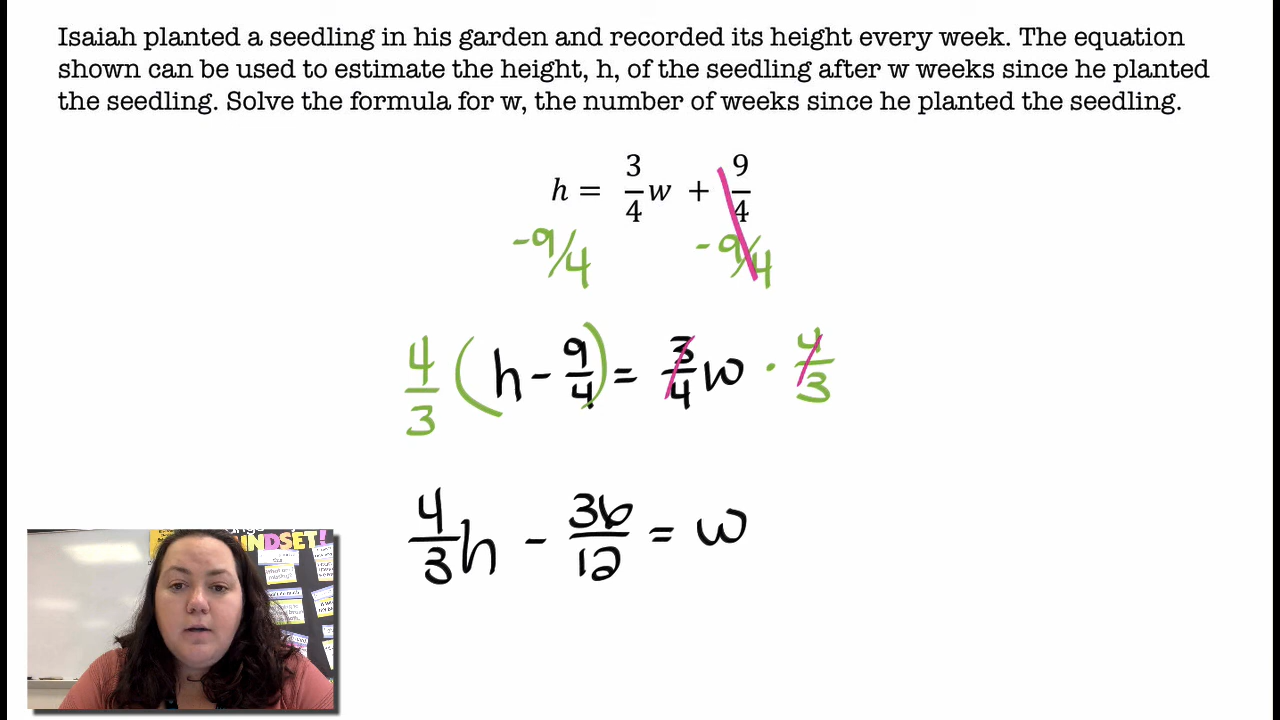 Isaiah planted a seedling in his garden and recorded its height every week. The equation
shown can be used to estimate the height, h, of the seedling after w weeks since he planted
the seedling. Solve the formula for w, the number of weeks since he planted the seedling.
h = 3/4 w + 9/4
-9/4 -9/4
4/3 (h - 9/4) = 3/4 w · 4/3
4/3 h - 36/12 = w
NDSET!